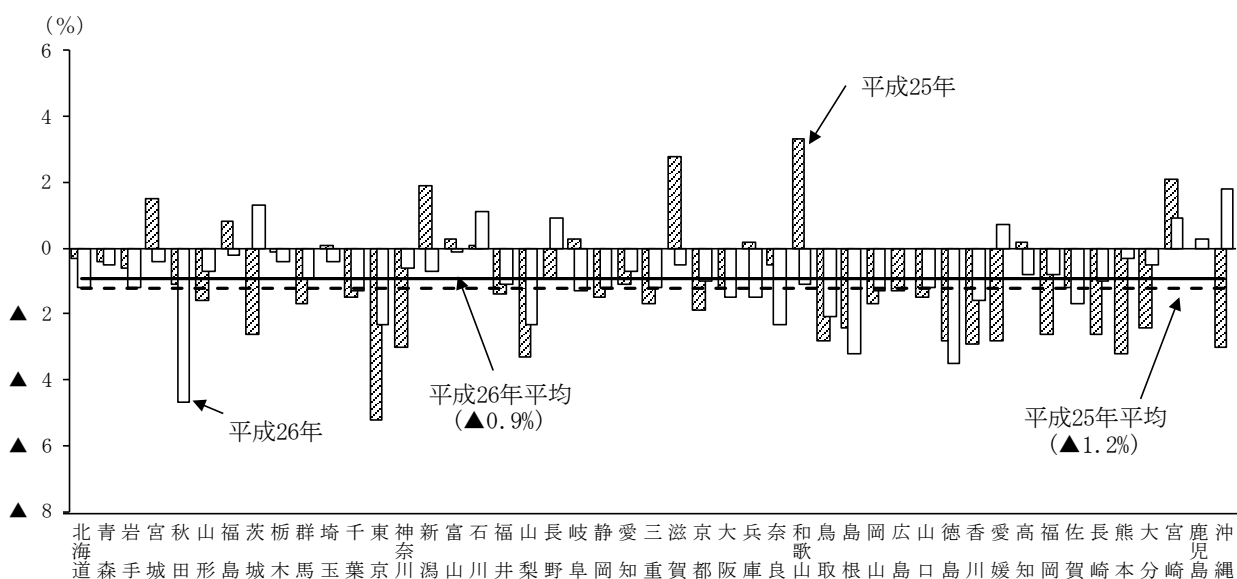 (%)
6
4
2
0
▲ 2
▲ 4
▲ 6
▲ 8
平成25年
平成26年
平成26年平均
(▲0.9%)
平成25年平均
(▲1.2%)
北海道
青森
岩手
宮城
秋田
山形
福島
茨城
栃木
群馬
埼玉
千葉
東京
神奈川
新潟
富山
石川
福井
山梨
長野
岐阜
静岡
愛知
三重
滋賀
京都
大阪
兵庫
奈良
和歌山
鳥取
島根
岡山
広島
山口
徳島
香川
愛媛
高知
福岡
佐賀
長崎
熊本
大分
宮崎
鹿児島
沖縄